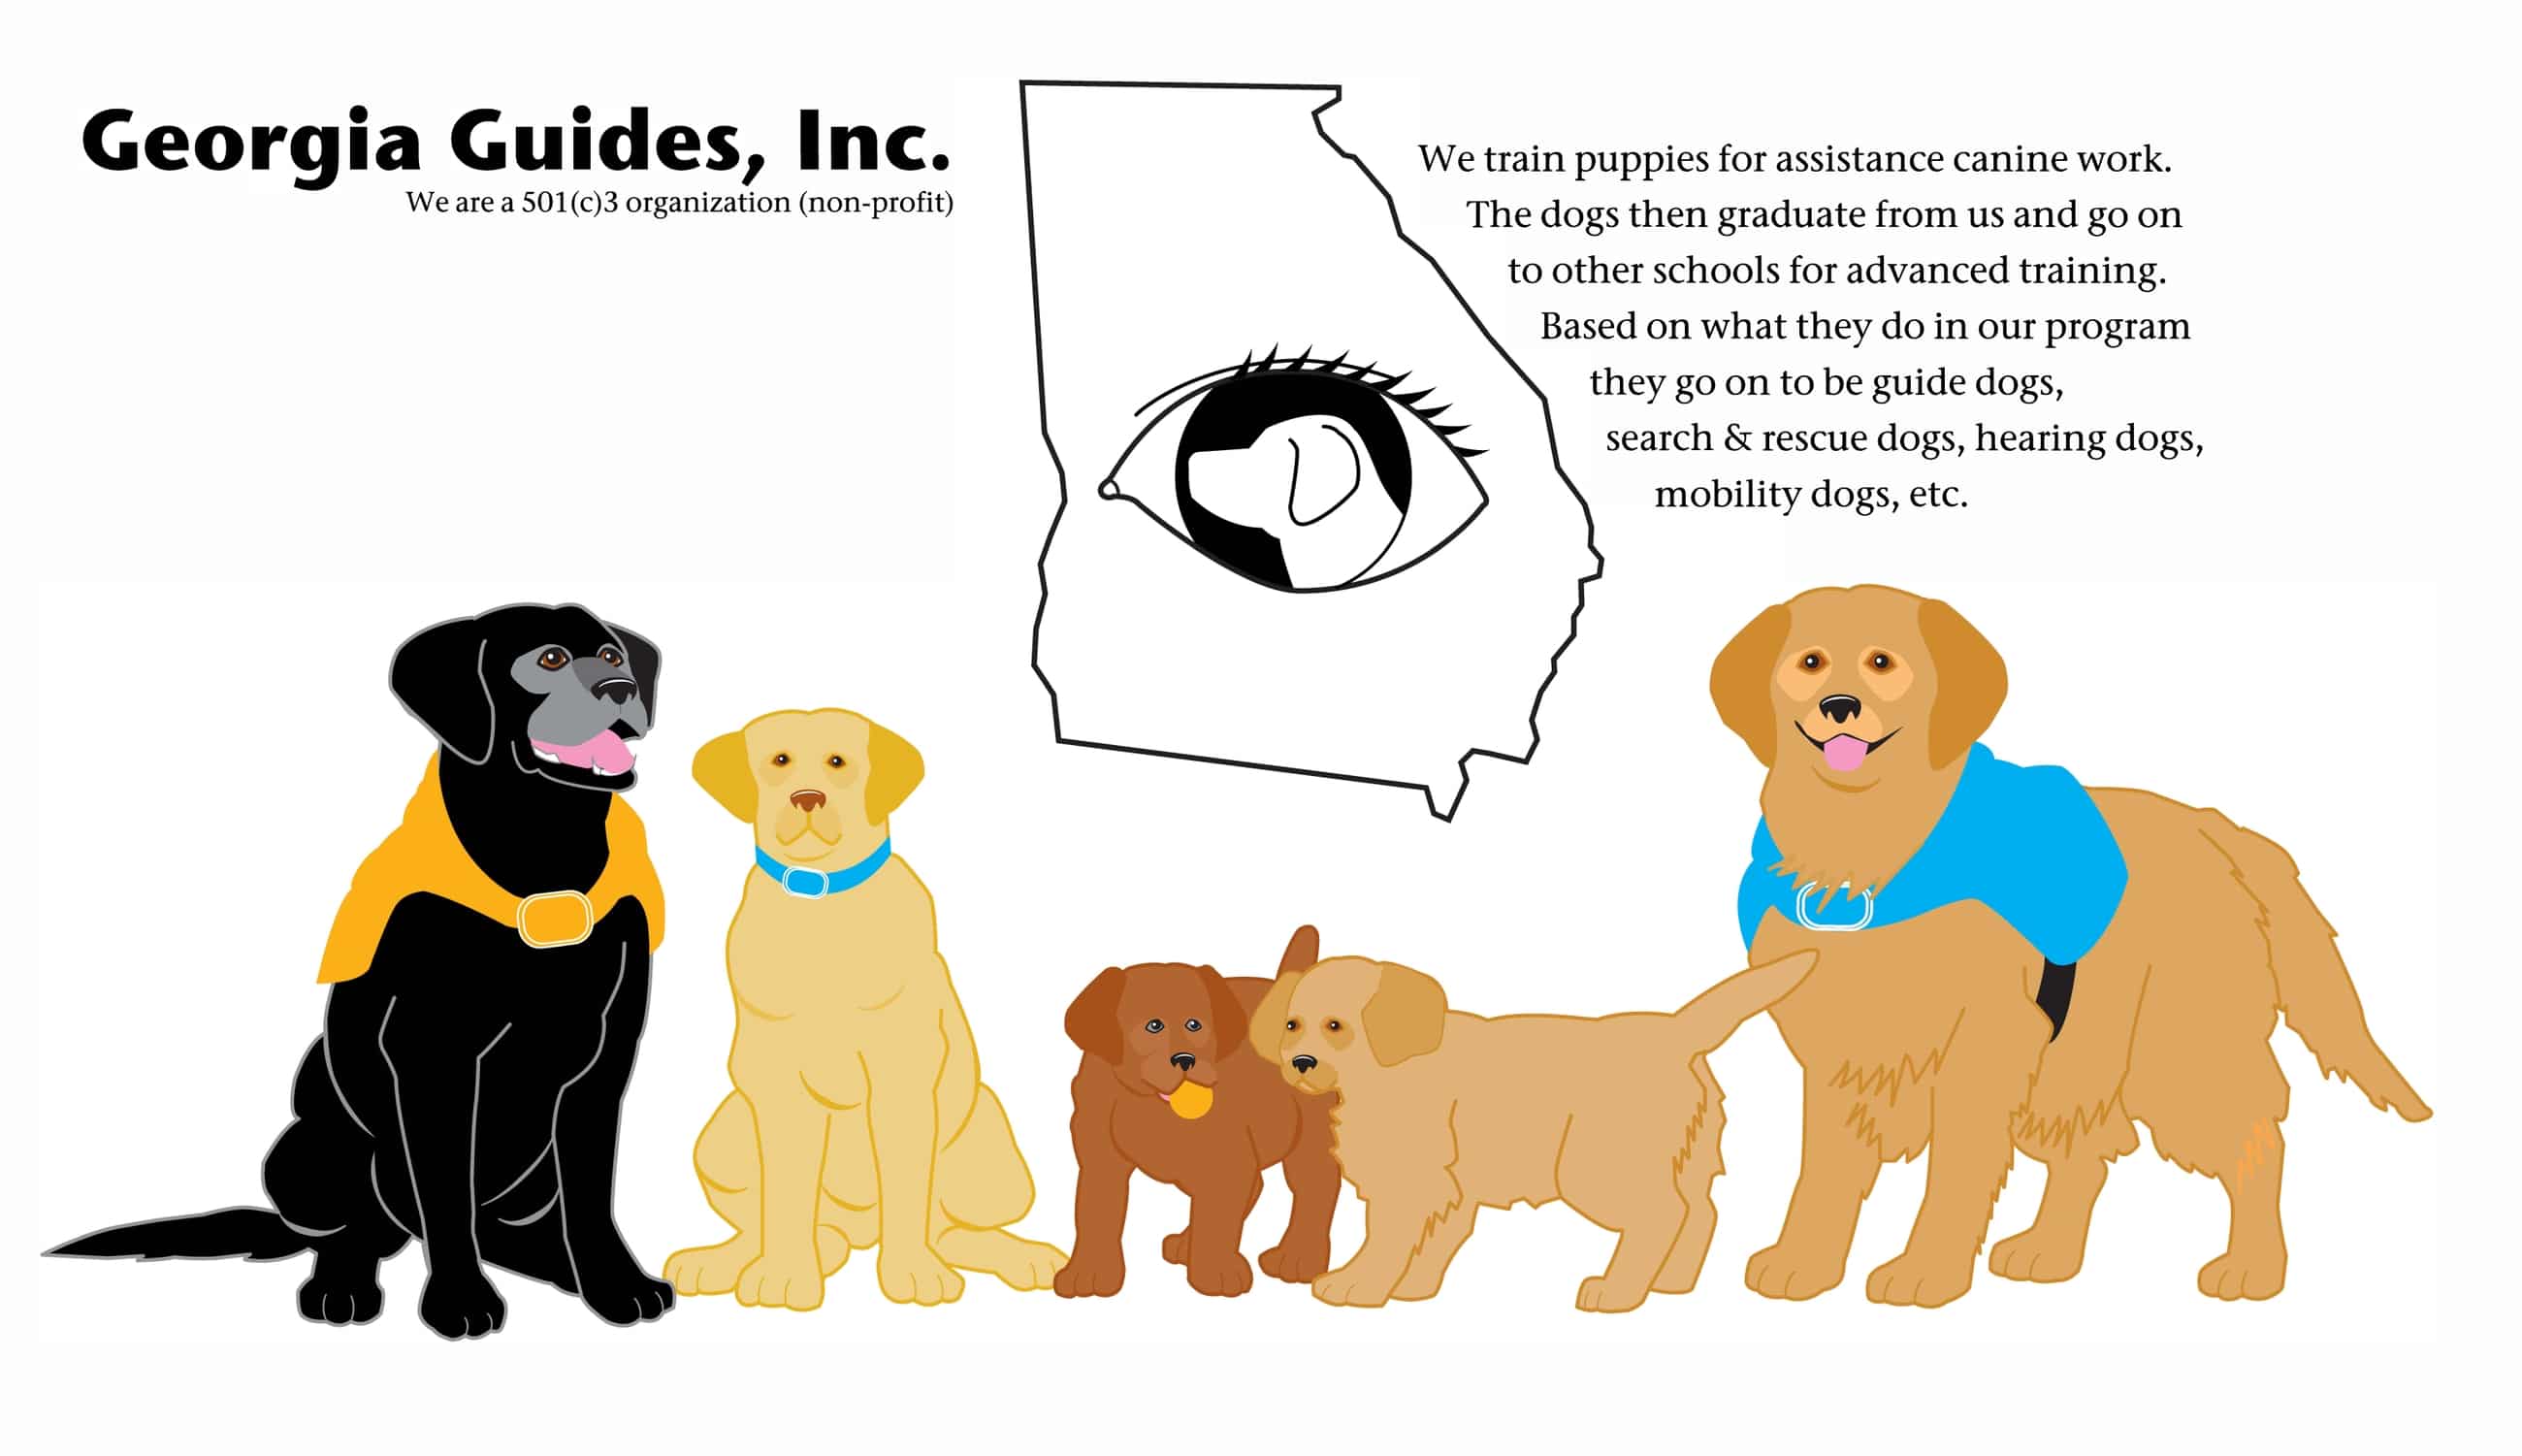 Georgia Guides, Inc.
We are a 501(c)3 organization (non-profit)
We train puppies for assistance canine work.
The dogs then graduate from us and go on
to other schools for advanced training.
Based on what they do in our program
they go on to be guide dogs,
search & rescue dogs, hearing dogs,
mobility dogs, etc.